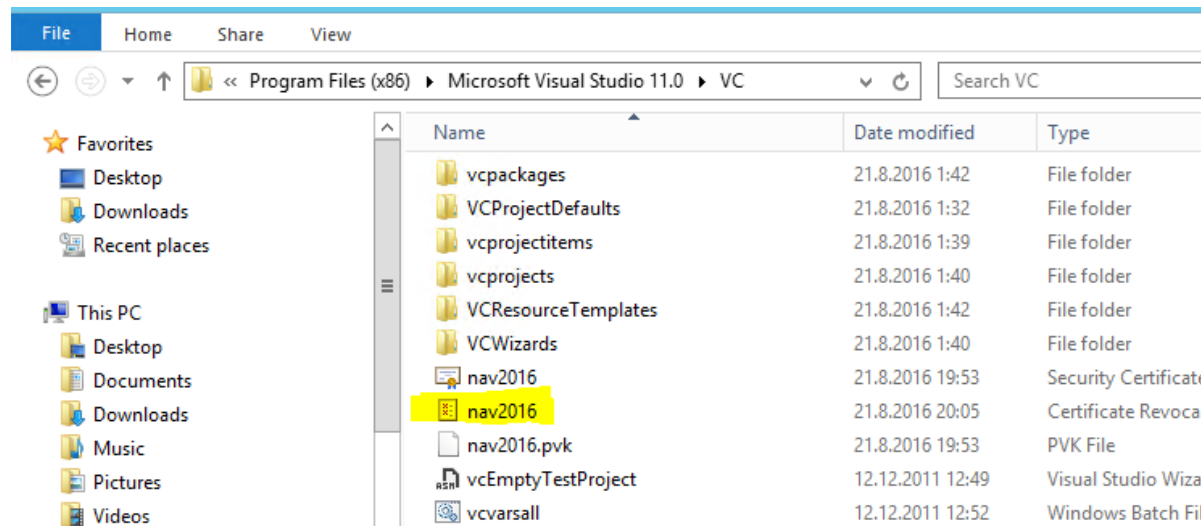 File Home Share View
« Program Files (x86) Microsoft Visual Studio 11.0 VC Search VC
Favorites
Desktop
Downloads
Recent places
This PC
Desktop
Documents
Downloads
Music
Pictures
Videos
Name Date modified Type
vcpackages 21.8.2016 1:42 File folder
VCProjectDefaults 21.8.2016 1:32 File folder
vcprojectitems 21.8.2016 1:39 File folder
vcprojects 21.8.2016 1:40 File folder
VCResourceTemplates 21.8.2016 1:42 File folder
VCWizards 21.8.2016 1:40 File folder
nav2016 21.8.2016 19:53 Security Certificate
nav2016 21.8.2016 20:05 Certificate Revoca
nav2016.pvk 21.8.2016 19:53 PVK File
vcEmptyTestProject 12.12.2011 12:49 Visual Studio Wiza
vcvarsall 12.12.2011 12:52 Windows Batch Fil